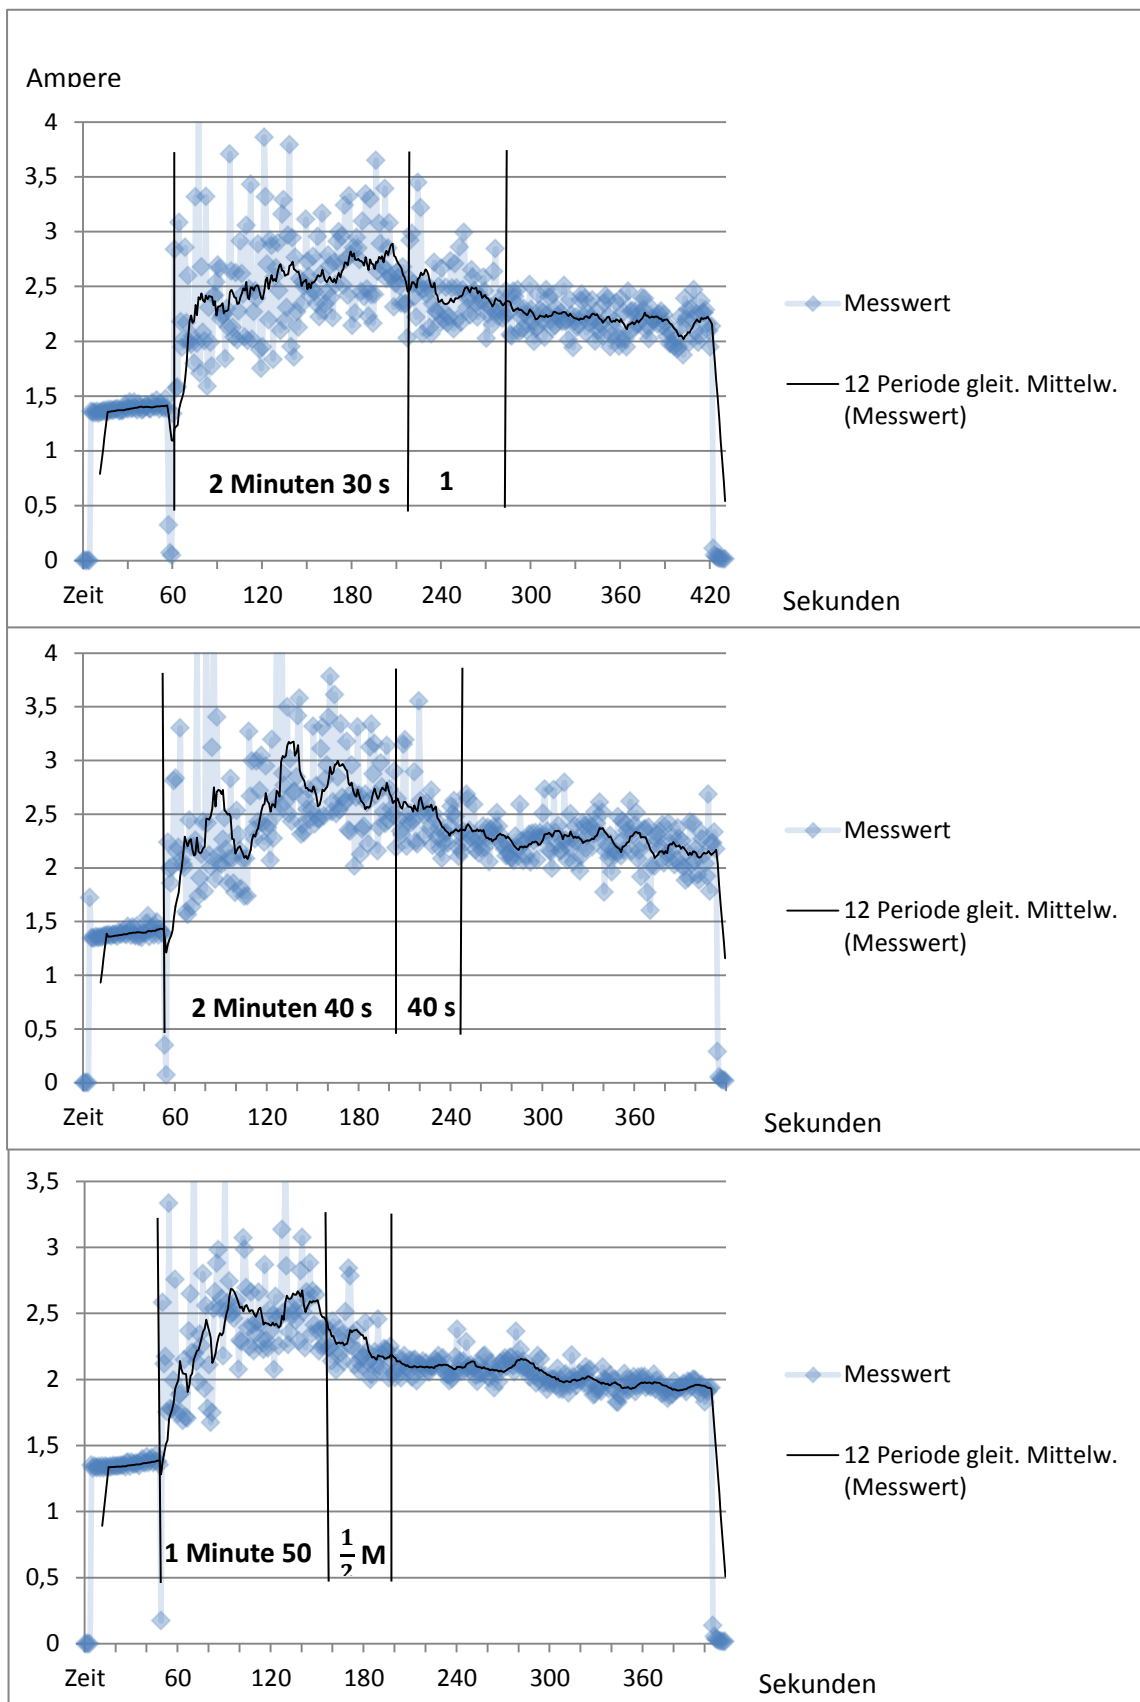 Ampere
4
3,5
3
2,5
2
1,5
1
0,5
0
2 Minuten 30 s
1
Zeit 60 120 180 240 300 360 420
Sekunden
Messwert
12 Periode gleit. Mittelw.
(Messwert)
4
3,5
3
2,5
2
1,5
1
0,5
0
2 Minuten 40 s
40 s
Zeit 60 120 180 240 300 360
Sekunden
Messwert
12 Periode gleit. Mittelw.
(Messwert)
3,5
3
2,5
2
1,5
1
0,5
0
1 Minute 50
1/2 M
Zeit 60 120 180 240 300 360
Sekunden
Messwert
12 Periode gleit. Mittelw.
(Messwert)